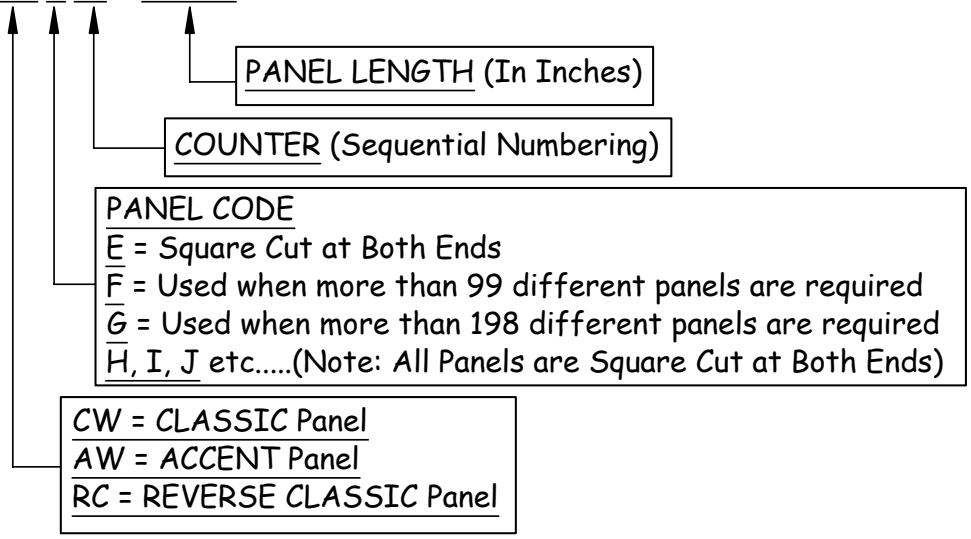 PANEL LENGTH (In Inches)
COUNTER (Sequential Numbering)
PANEL CODE
E = Square Cut at Both Ends
F = Used when more than 99 different panels are required
G = Used when more than 198 different panels are required
H, I, J etc.....(Note: All Panels are Square Cut at Both Ends)
CW = CLASSIC Panel
AW = ACCENT Panel
RC = REVERSE CLASSIC Panel